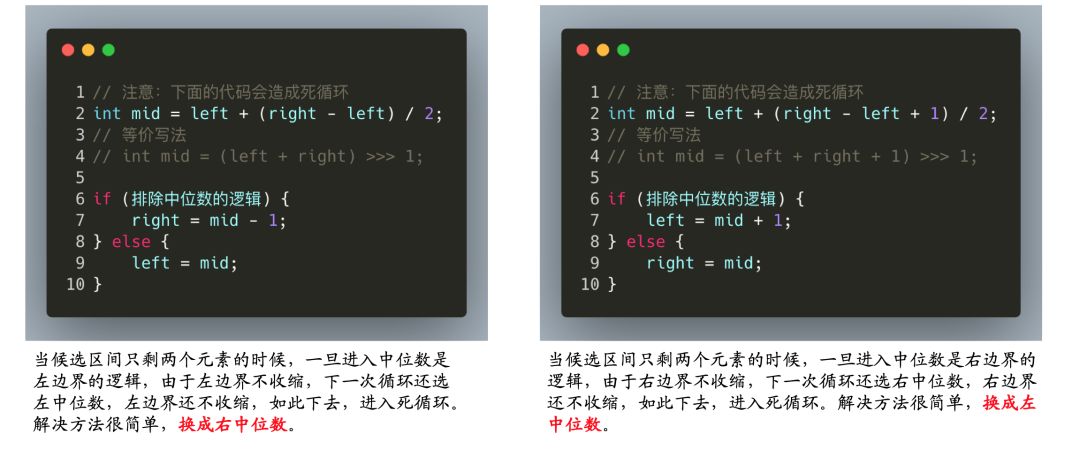 1 // 注意：下面的代码会造成死循环
2 int mid = left + (right - left) / 2;
3 // 等价写法
4 // int mid = (left + right) >>> 1;
5
6 if (排除中位数的逻辑) {
7     right = mid - 1;
8 } else {
9     left = mid;
10 }
当候选区间只剩两个元素的时候，一旦进入中位数是
左边界的逻辑，由于左边界不收缩，下一次循环还选
左中位数，左边界还不收缩，如此下去，进入死循环。
解决方法很简单，换成右中位数。
1 // 注意：下面的代码会造成死循环
2 int mid = left + (right - left + 1) / 2;
3 // 等价写法
4 // int mid = (left + right + 1) >>> 1;
5
6 if (排除中位数的逻辑) {
7     left = mid + 1;
8 } else {
9     right = mid;
10 }
当候选区间只剩两个元素的时候，一旦进入中位数是右边界的
逻辑，由于右边界不收缩，下一次循环还选右中位数，右边界
还不收缩，如此下去，进入死循环。解决方法很简单，换成左
中位数。